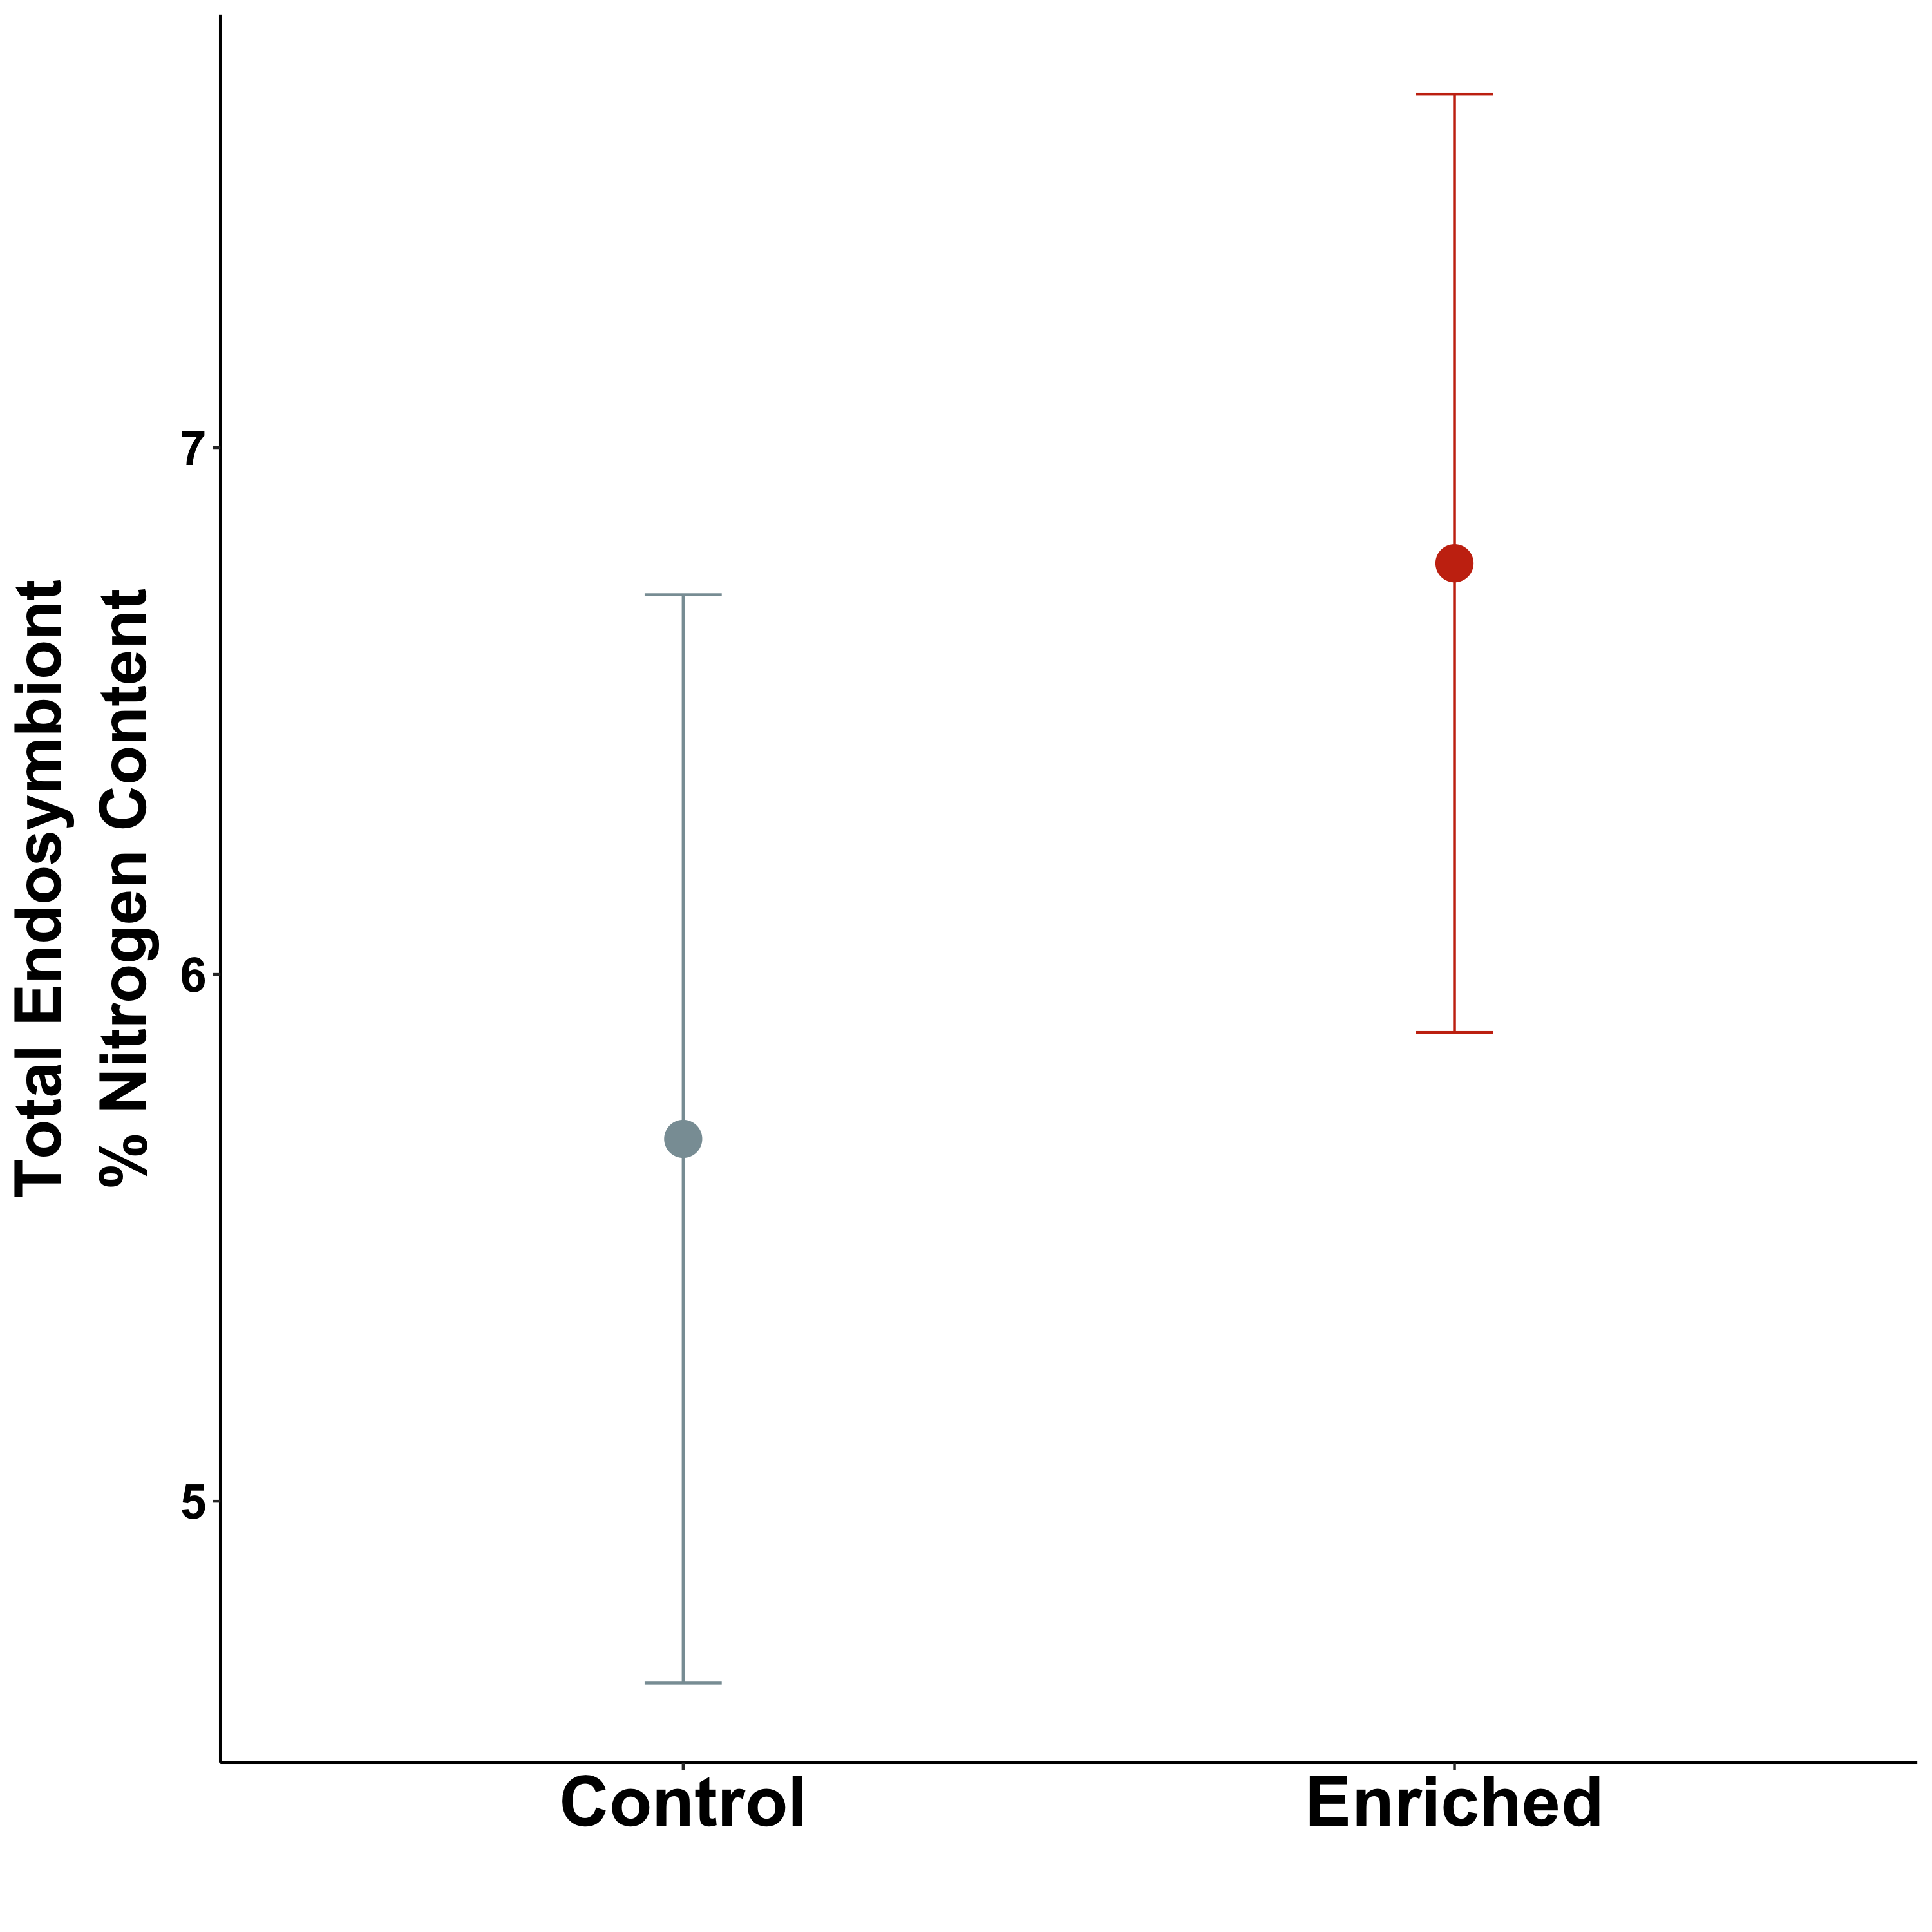 Total Endosymbiont
% Nitrogen Content
7
6
5
Control
Enriched